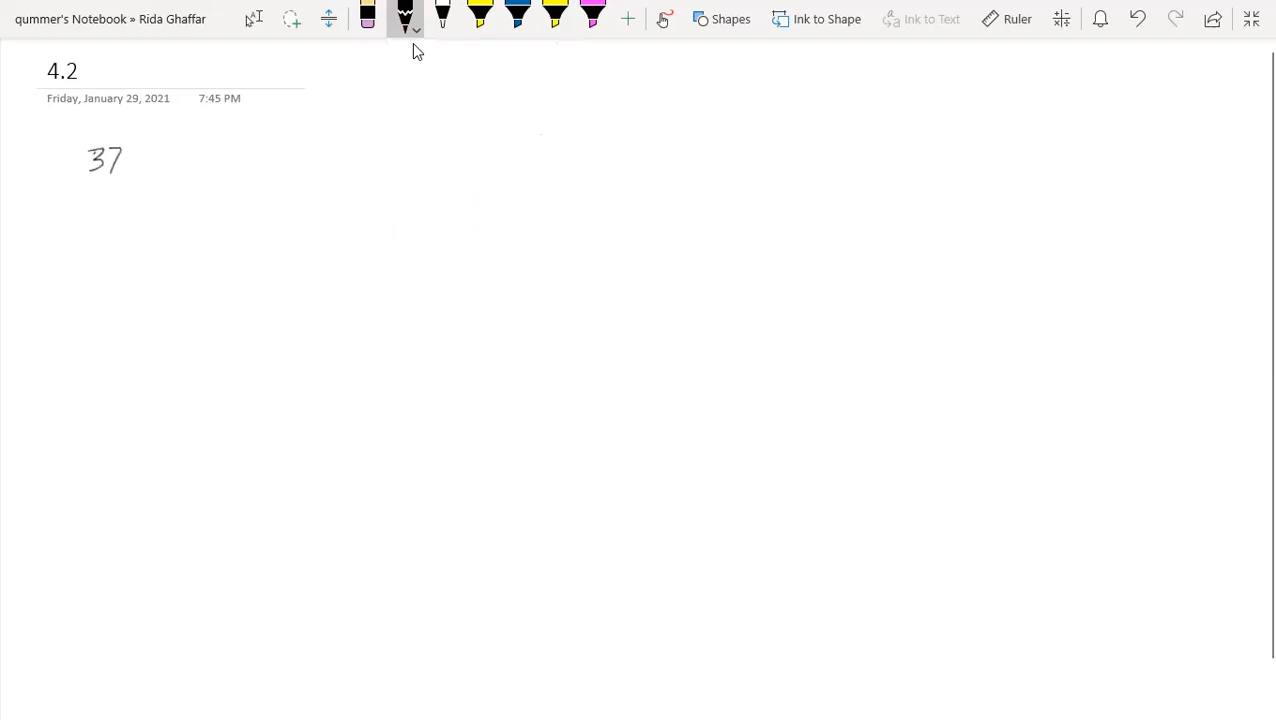 qummer's Notebook » Rida Ghaffar
Shapes
Ink to Shape
Ink to Text
Ruler
4.2
Friday, January 29, 2021 7:45 PM
37